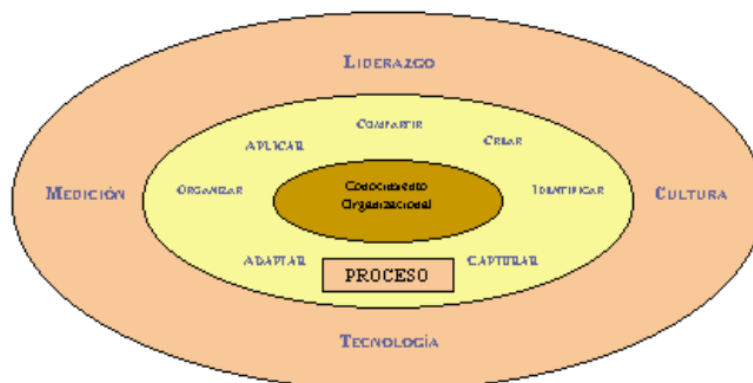 LIDERAZGO
COMPARTIR
APLICAR
CREAR
MEDICIÓN
ORGANIZAR
Conocimiento
Organizacional
IDENTIFICAR
CULTURA
ADAPTAR
PROCESO
CAPTURAR
TECNOLOGÍA